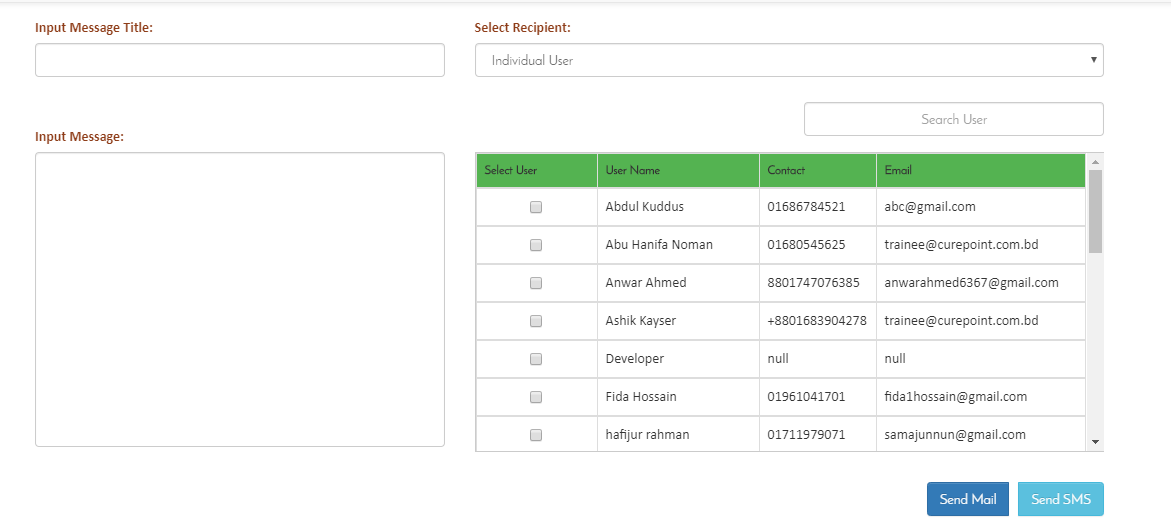 Input Message Title:
Select Recipient:
Individual User
Search User
Input Message:
Select User User Name Contact Email
Abdul Kuddus 01686784521 abc@gmail.com
Abu Hanifa Noman 01680545625 trainee@curepoint.com.bd
Anwar Ahmed 8801747076385 anwarahmed6367@gmail.com
Ashik Kayser +8801683904278 trainee@curepoint.com.bd
Developer null null
Fida Hossain 01961041701 fida1hossain@gmail.com
hafijur rahman 01711979071 samajunnun@gmail.com
Send Mail Send SMS